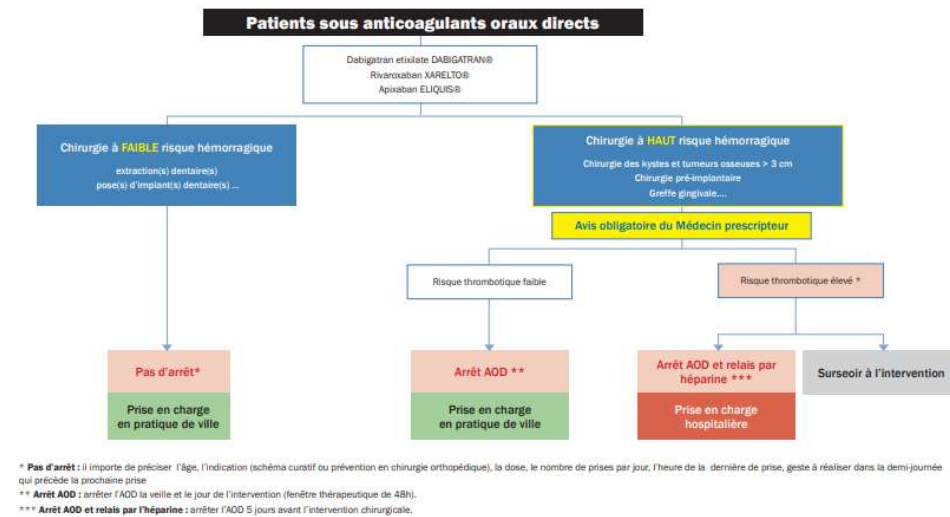 Patients sous anticoagulants oraux directs
Dabigatran etixilate DABIGATRAN®
Rivaroxaban XARELTO®
Apixaban ELIQUIS®
Chirurgie à FAIBLE risque hémorragique
extraction(s) dentaire(s)
pose(s) d'implant(s) dentaire(s) ...
Chirurgie à HAUT risque hémorragique
Chirurgie des kystes et tumeurs osseuses > 3 cm
Chirurgie pré-implantaire
Greffe gingivale....
Avis obligatoire du Médecin prescripteur
Risque thrombotique faible
Risque thrombotique élevé *
Pas d'arrêt*
Prise en charge
en pratique de ville
Arrêt AOD **
Prise en charge
en pratique de ville
Arrêt AOD et relais par
héparine ***
Prise en charge
hospitalière
Surseoir à l'intervention
* Pas d'arrêt : il importe de préciser l'âge, l'indication (schéma curatif ou prévention en chirurgie orthopédique), la dose, le nombre de prises par jour, l'heure de la dernière de prise, geste à réaliser dans la demi-journée
qui précède la prochaine prise
** Arrêt AOD : arrêter l'AOD la veille et le jour de l'intervention (fenêtre thérapeutique de 48h).
*** Arrêt AOD et relais par l'héparine : arrêter l'AOD 5 jours avant l'intervention chirurgicale.